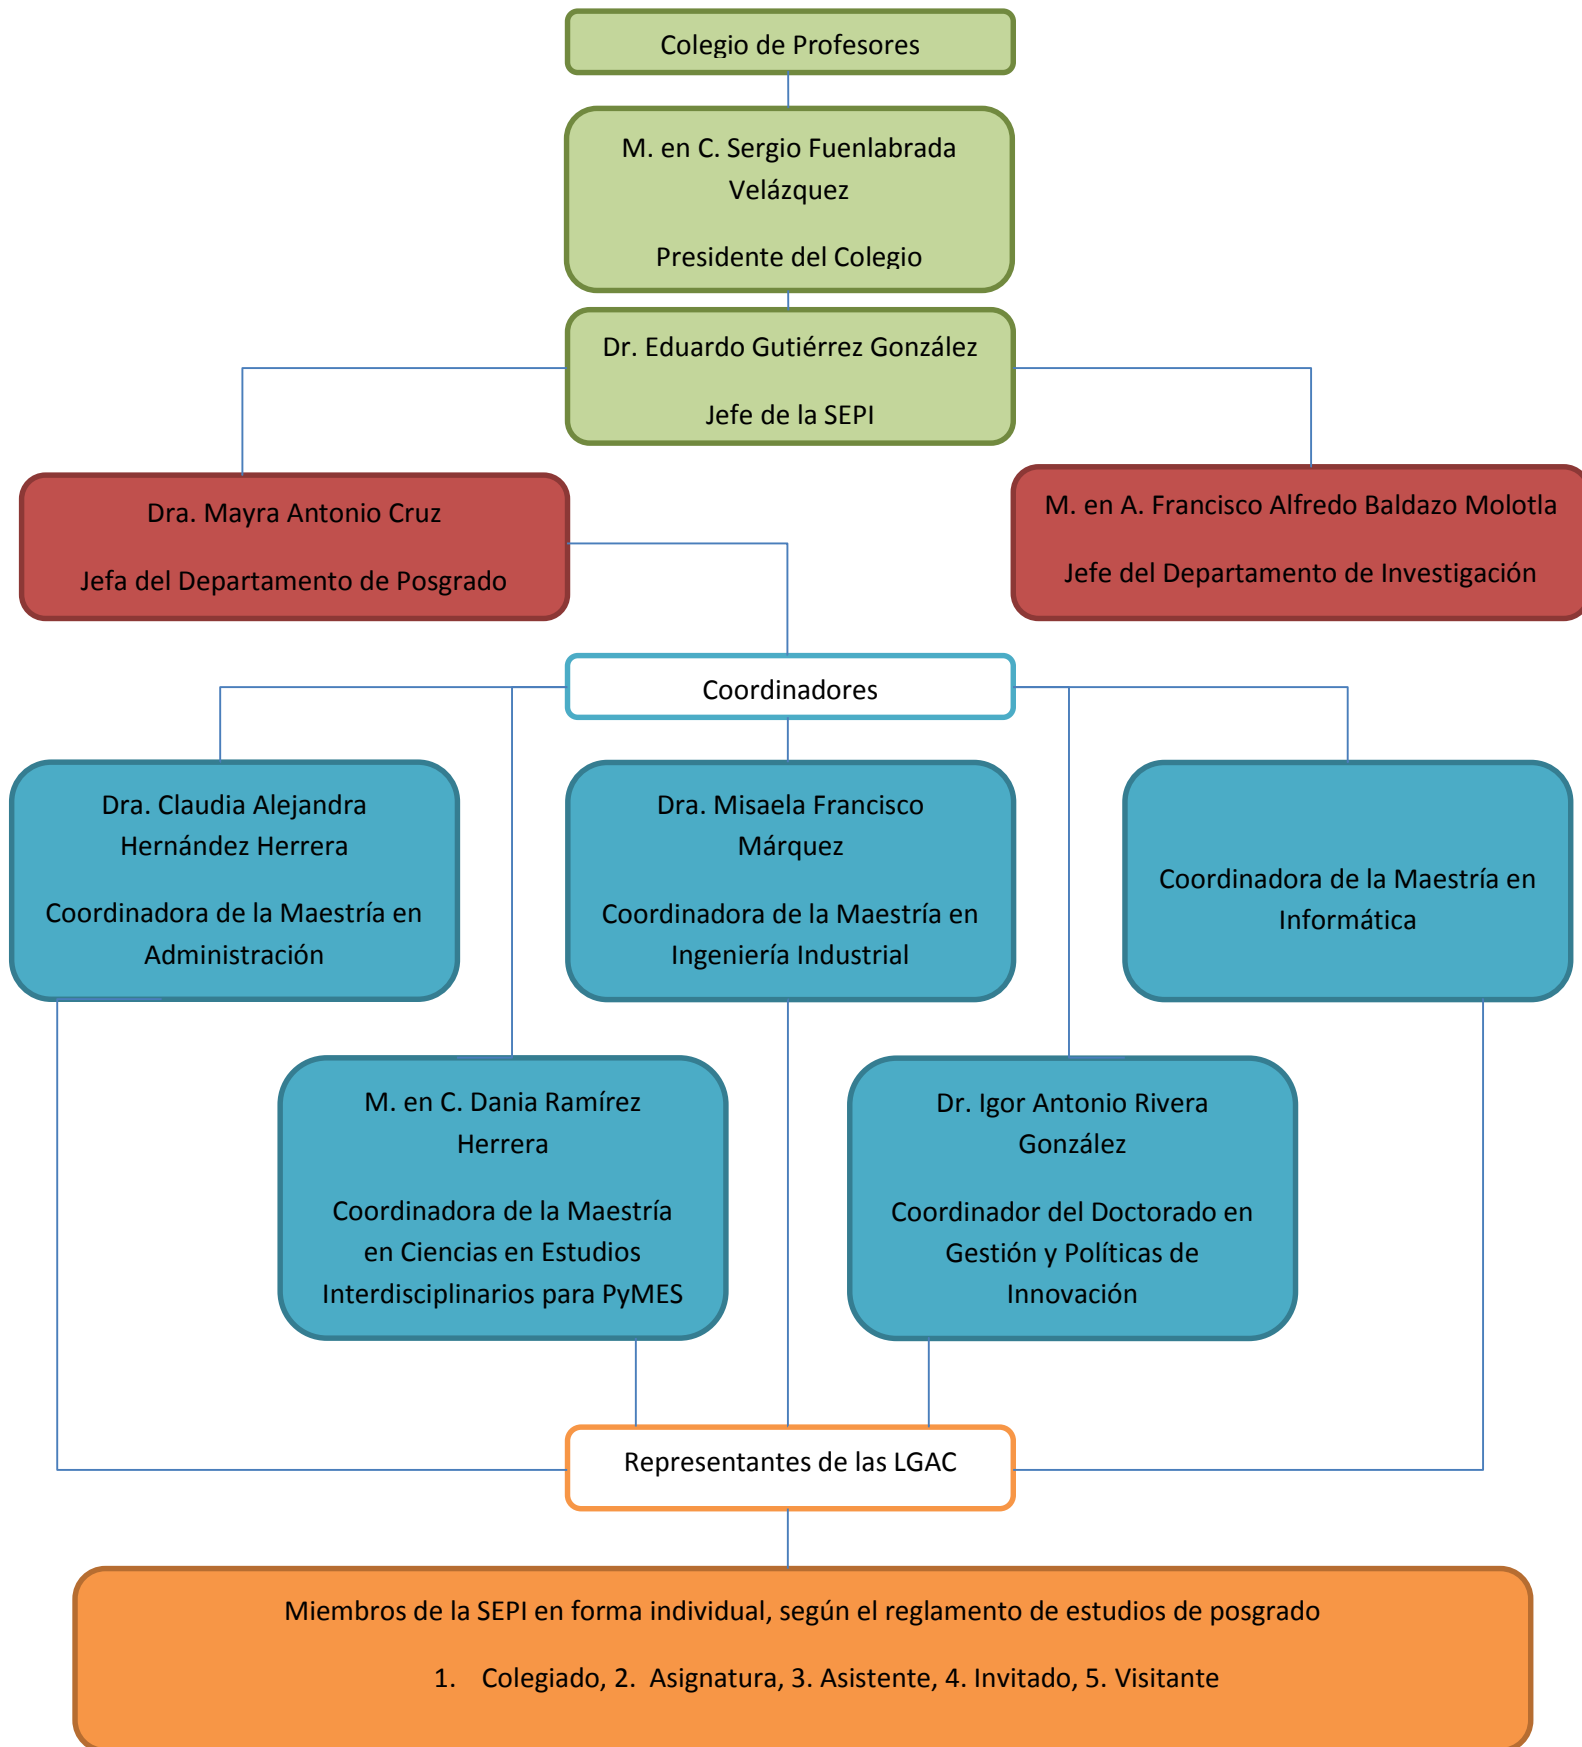 Colegio de Profesores
M. en C. Sergio Fuenlabrada
Velázquez
Presidente del Colegio
Dr. Eduardo Gutiérrez González
Jefe de la SEPI
Dra. Mayra Antonio Cruz
Jefa del Departamento de Posgrado
M. en A. Francisco Alfredo Baldazo Molotla
Jefe del Departamento de Investigación
Coordinadores
Dra. Claudia Alejandra
Hernández Herrera
Coordinadora de la Maestría en
Administración
Dra. Misaela Francisco
Márquez
Coordinadora de la Maestría en
Ingeniería Industrial
Coordinadora de la Maestría en
Informática
M. en C. Dania Ramírez
Herrera
Coordinadora de la Maestría
en Ciencias en Estudios
Interdisciplinarios para PyMES
Dr. Igor Antonio Rivera
González
Coordinador del Doctorado en
Gestión y Políticas de
Innovación
Representantes de las LGAC
Miembros de la SEPI en forma individual, según el reglamento de estudios de posgrado
1. Colegiado, 2. Asignatura, 3. Asistente, 4. Invitado, 5. Visitante